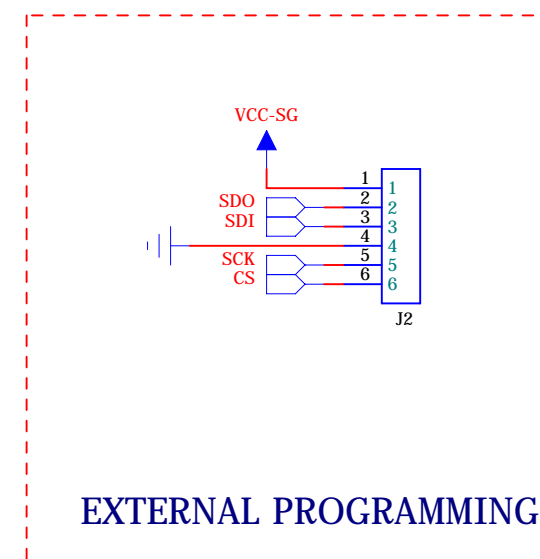 VCC-SG
1 1
SDO 2 2
SDI 3 3
4 4
SCK 5 5
CS 6 6
J2
EXTERNAL PROGRAMMING